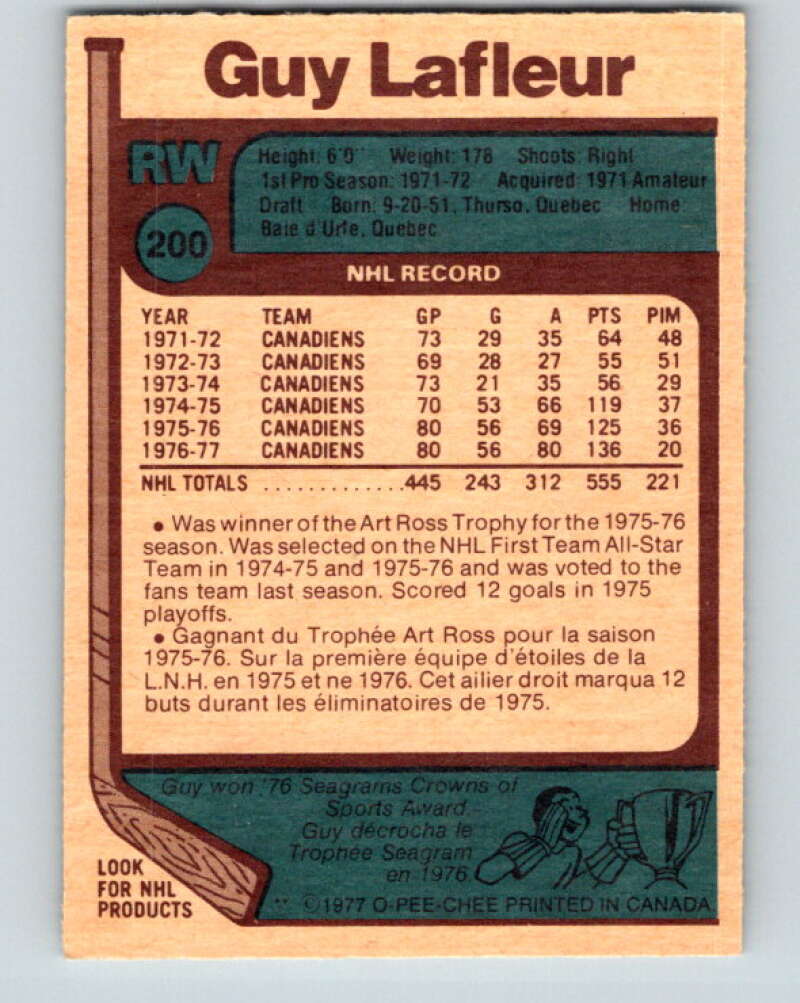 Guy Lafleur
RW
Height: 6'0" Weight: 178 Shoots: Right
1st Pro Season: 1971-72 Acquired: 1971 Amateur
Draft Born: 9-20-51, Thurso, Quebec Home:
Baie d'Urfe, Quebec
200
NHL RECORD
YEAR TEAM GP G A PTS PIM
1971-72 CANADIENS 73 29 35 64 48
1972-73 CANADIENS 69 28 27 55 51
1973-74 CANADIENS 73 21 35 56 29
1974-75 CANADIENS 70 53 66 119 37
1975-76 CANADIENS 80 56 69 125 36
1976-77 CANADIENS 80 56 80 136 20
NHL TOTALS .............445 243 312 555 221
• Was winner of the Art Ross Trophy for the 1975-76
season. Was selected on the NHL First Team All-Star
Team in 1974-75 and 1975-76 and was voted to the
fans team last season. Scored 12 goals in 1975
playoffs.
• Gagnant du Trophée Art Ross pour la saison
1975-76. Sur la première équipe d'étoiles de la
L.N.H. en 1975 et ne 1976. Cet ailier droit marqua 12
buts durant les éliminatoires de 1975.
Guy won '76 Seagrams Crowns of
Sports Award.
Guy décrocha le
Trophée Seagram
en 1976
LOOK
FOR NHL
PRODUCTS
** ©1977 O-PEE-CHEE PRINTED IN CANADA